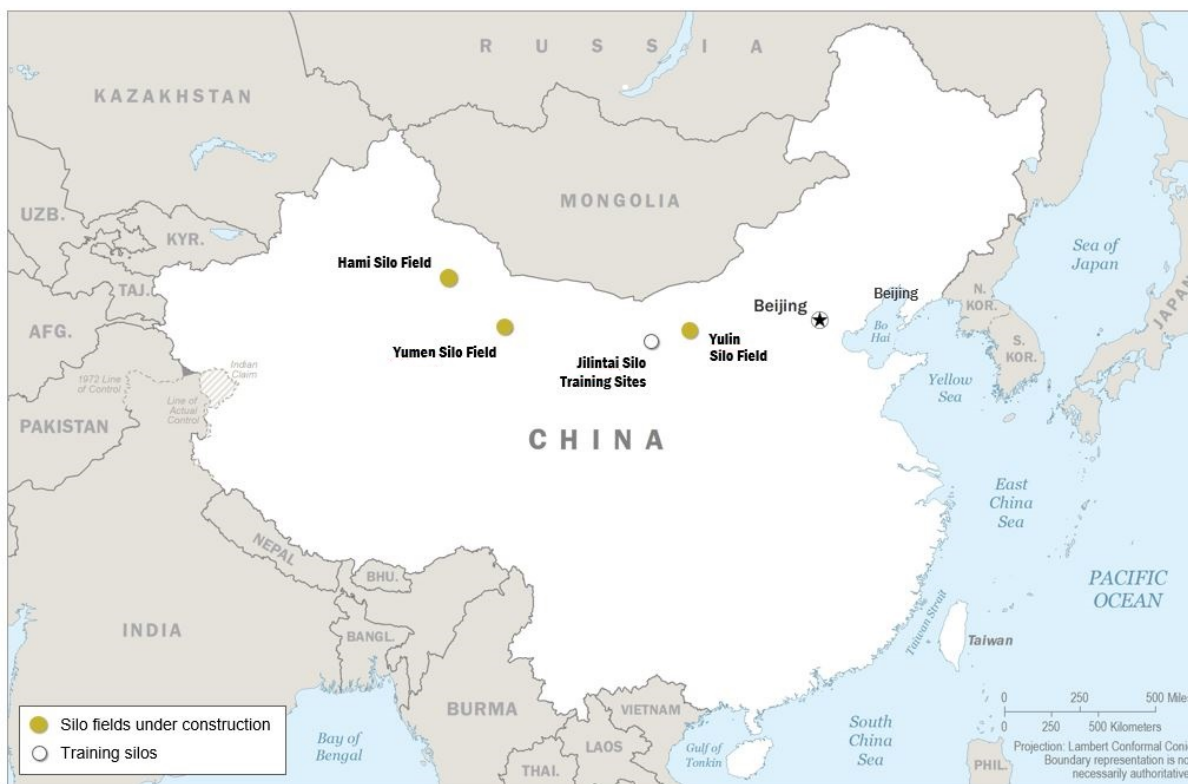 RUSSIA
KAZAKHSTAN
MONGOLIA
UZB.
KYR.
Sea of
Japan
Hami Silo Field
TAJ.
Beijing
Beijing
N.
KOR.
JAPAN
AFG.
Yumen Silo Field
Jilintai Silo
Training Sites
Yulin
Silo Field
Bo
Hai
S.
KOR.
Indian
Claim
1972 Line
of Control
Line of
Actual
Control
Yellow
Sea
PAKISTAN
CHINA
East
China
Sea
NEPAL
BHU.
PACIFIC
OCEAN
INDIA
BANGL.
Taiwan Strait
Taiwan
BURMA
VIETNAM
LAOS
THAI.
Gulf of
Tonkin
South
China
Sea
Bay of
Bengal
PHIL.
Silo fields under construction
Training silos
0 250 500 Miles
0 250 500 Kilometers
Projection: Lambert Conformal Conic
Boundary representation is not
necessarily authoritative